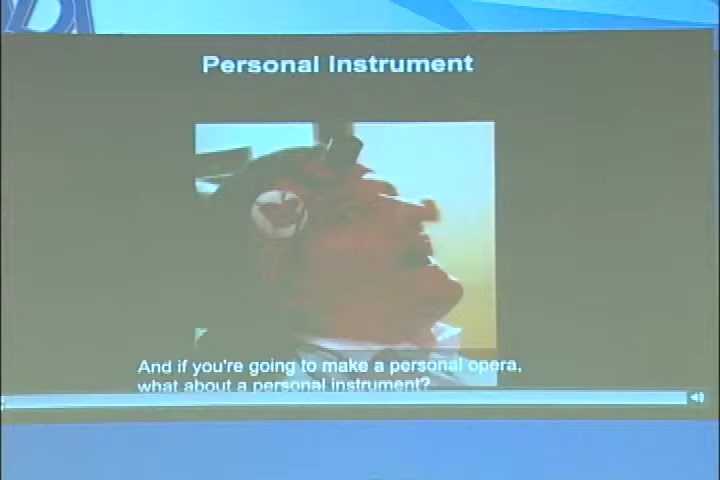 Personal Instrument
And if you're going to make a personal opera,
what about a personal instrument?